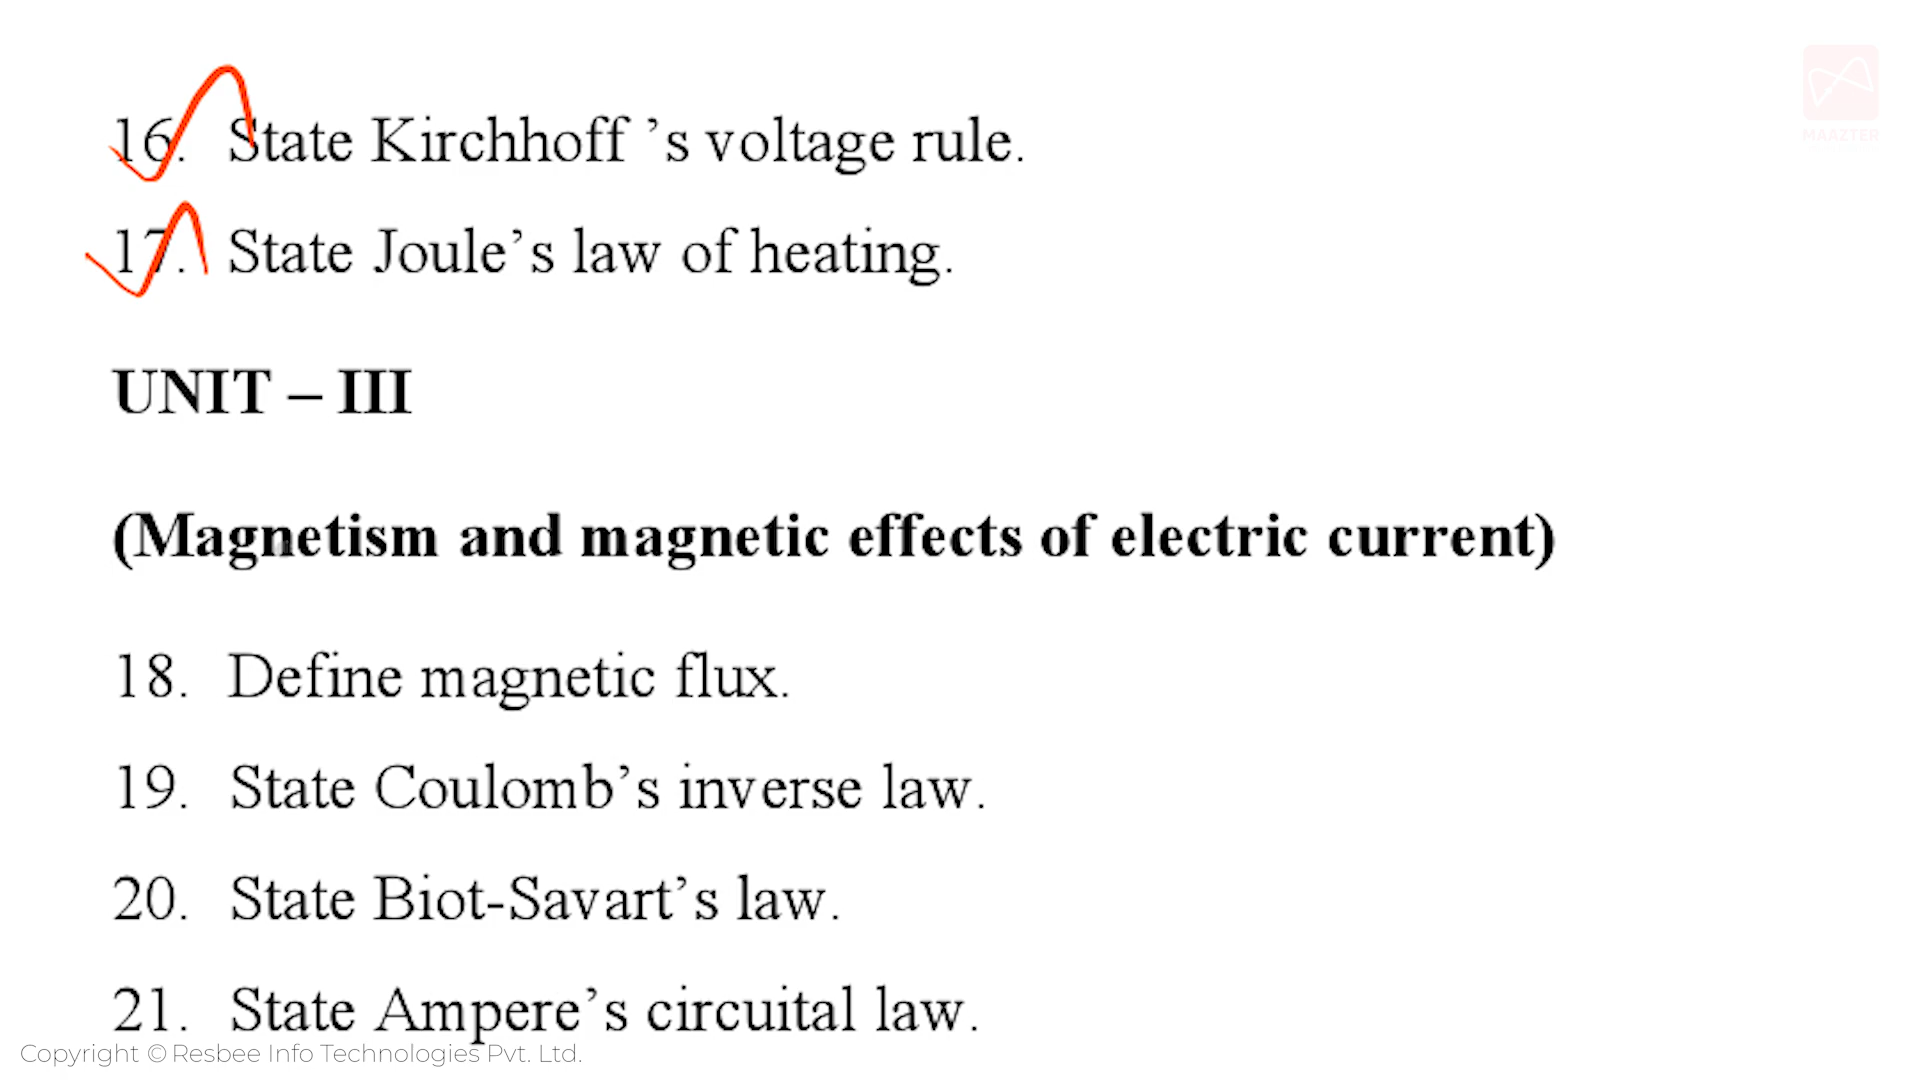 MAAZTER
16. State Kirchhoff ’s voltage rule.
17. State Joule’s law of heating.
UNIT – III
(Magnetism and magnetic effects of electric current)
18. Define magnetic flux.
19. State Coulomb’s inverse law.
20. State Biot-Savart’s law.
21. State Ampere’s circuital law.
Copyright © Resbee Info Technologies Pvt. Ltd.